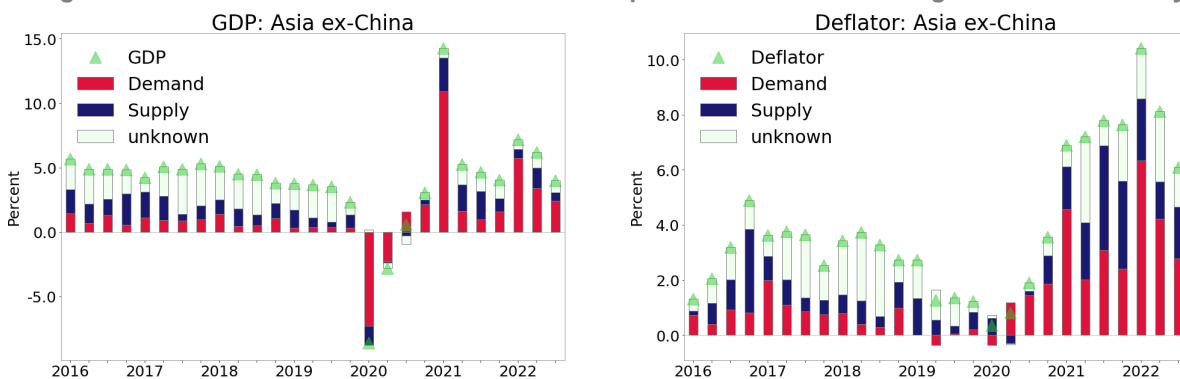 GDP: Asia ex-China
15.0
10.0
5.0
0.0
-5.0
Percent
GDP
Demand
Supply
unknown
2016 2017 2018 2019 2020 2021 2022
Deflator: Asia ex-China
10.0
8.0
6.0
4.0
2.0
0.0
Percent
Deflator
Demand
Supply
unknown
2016 2017 2018 2019 2020 2021 2022